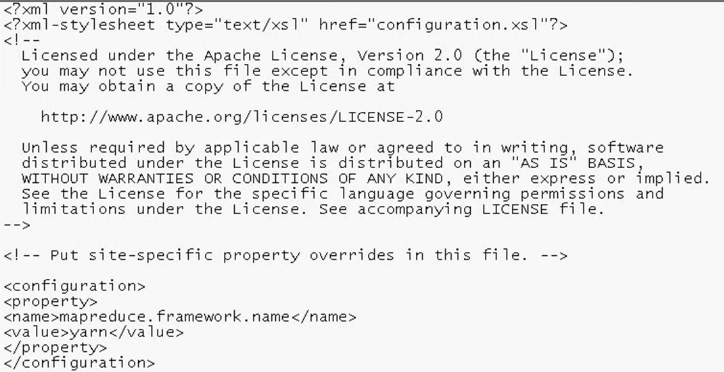 <?xml version="1.0"?>
<?xml-stylesheet type="text/xsl" href="configuration.xsl"?>
<!--
  Licensed under the Apache License, Version 2.0 (the "License");
  you may not use this file except in compliance with the License.
  You may obtain a copy of the License at

    http://www.apache.org/licenses/LICENSE-2.0

  Unless required by applicable law or agreed to in writing, software
  distributed under the License is distributed on an "AS IS" BASIS,
  WITHOUT WARRANTIES OR CONDITIONS OF ANY KIND, either express or implied.
  See the License for the specific language governing permissions and
  limitations under the License. See accompanying LICENSE file.
-->

<!-- Put site-specific property overrides in this file. -->

<configuration>
<property>
<name>mapreduce.framework.name</name>
<value>yarn</value>
</property>
</configuration>